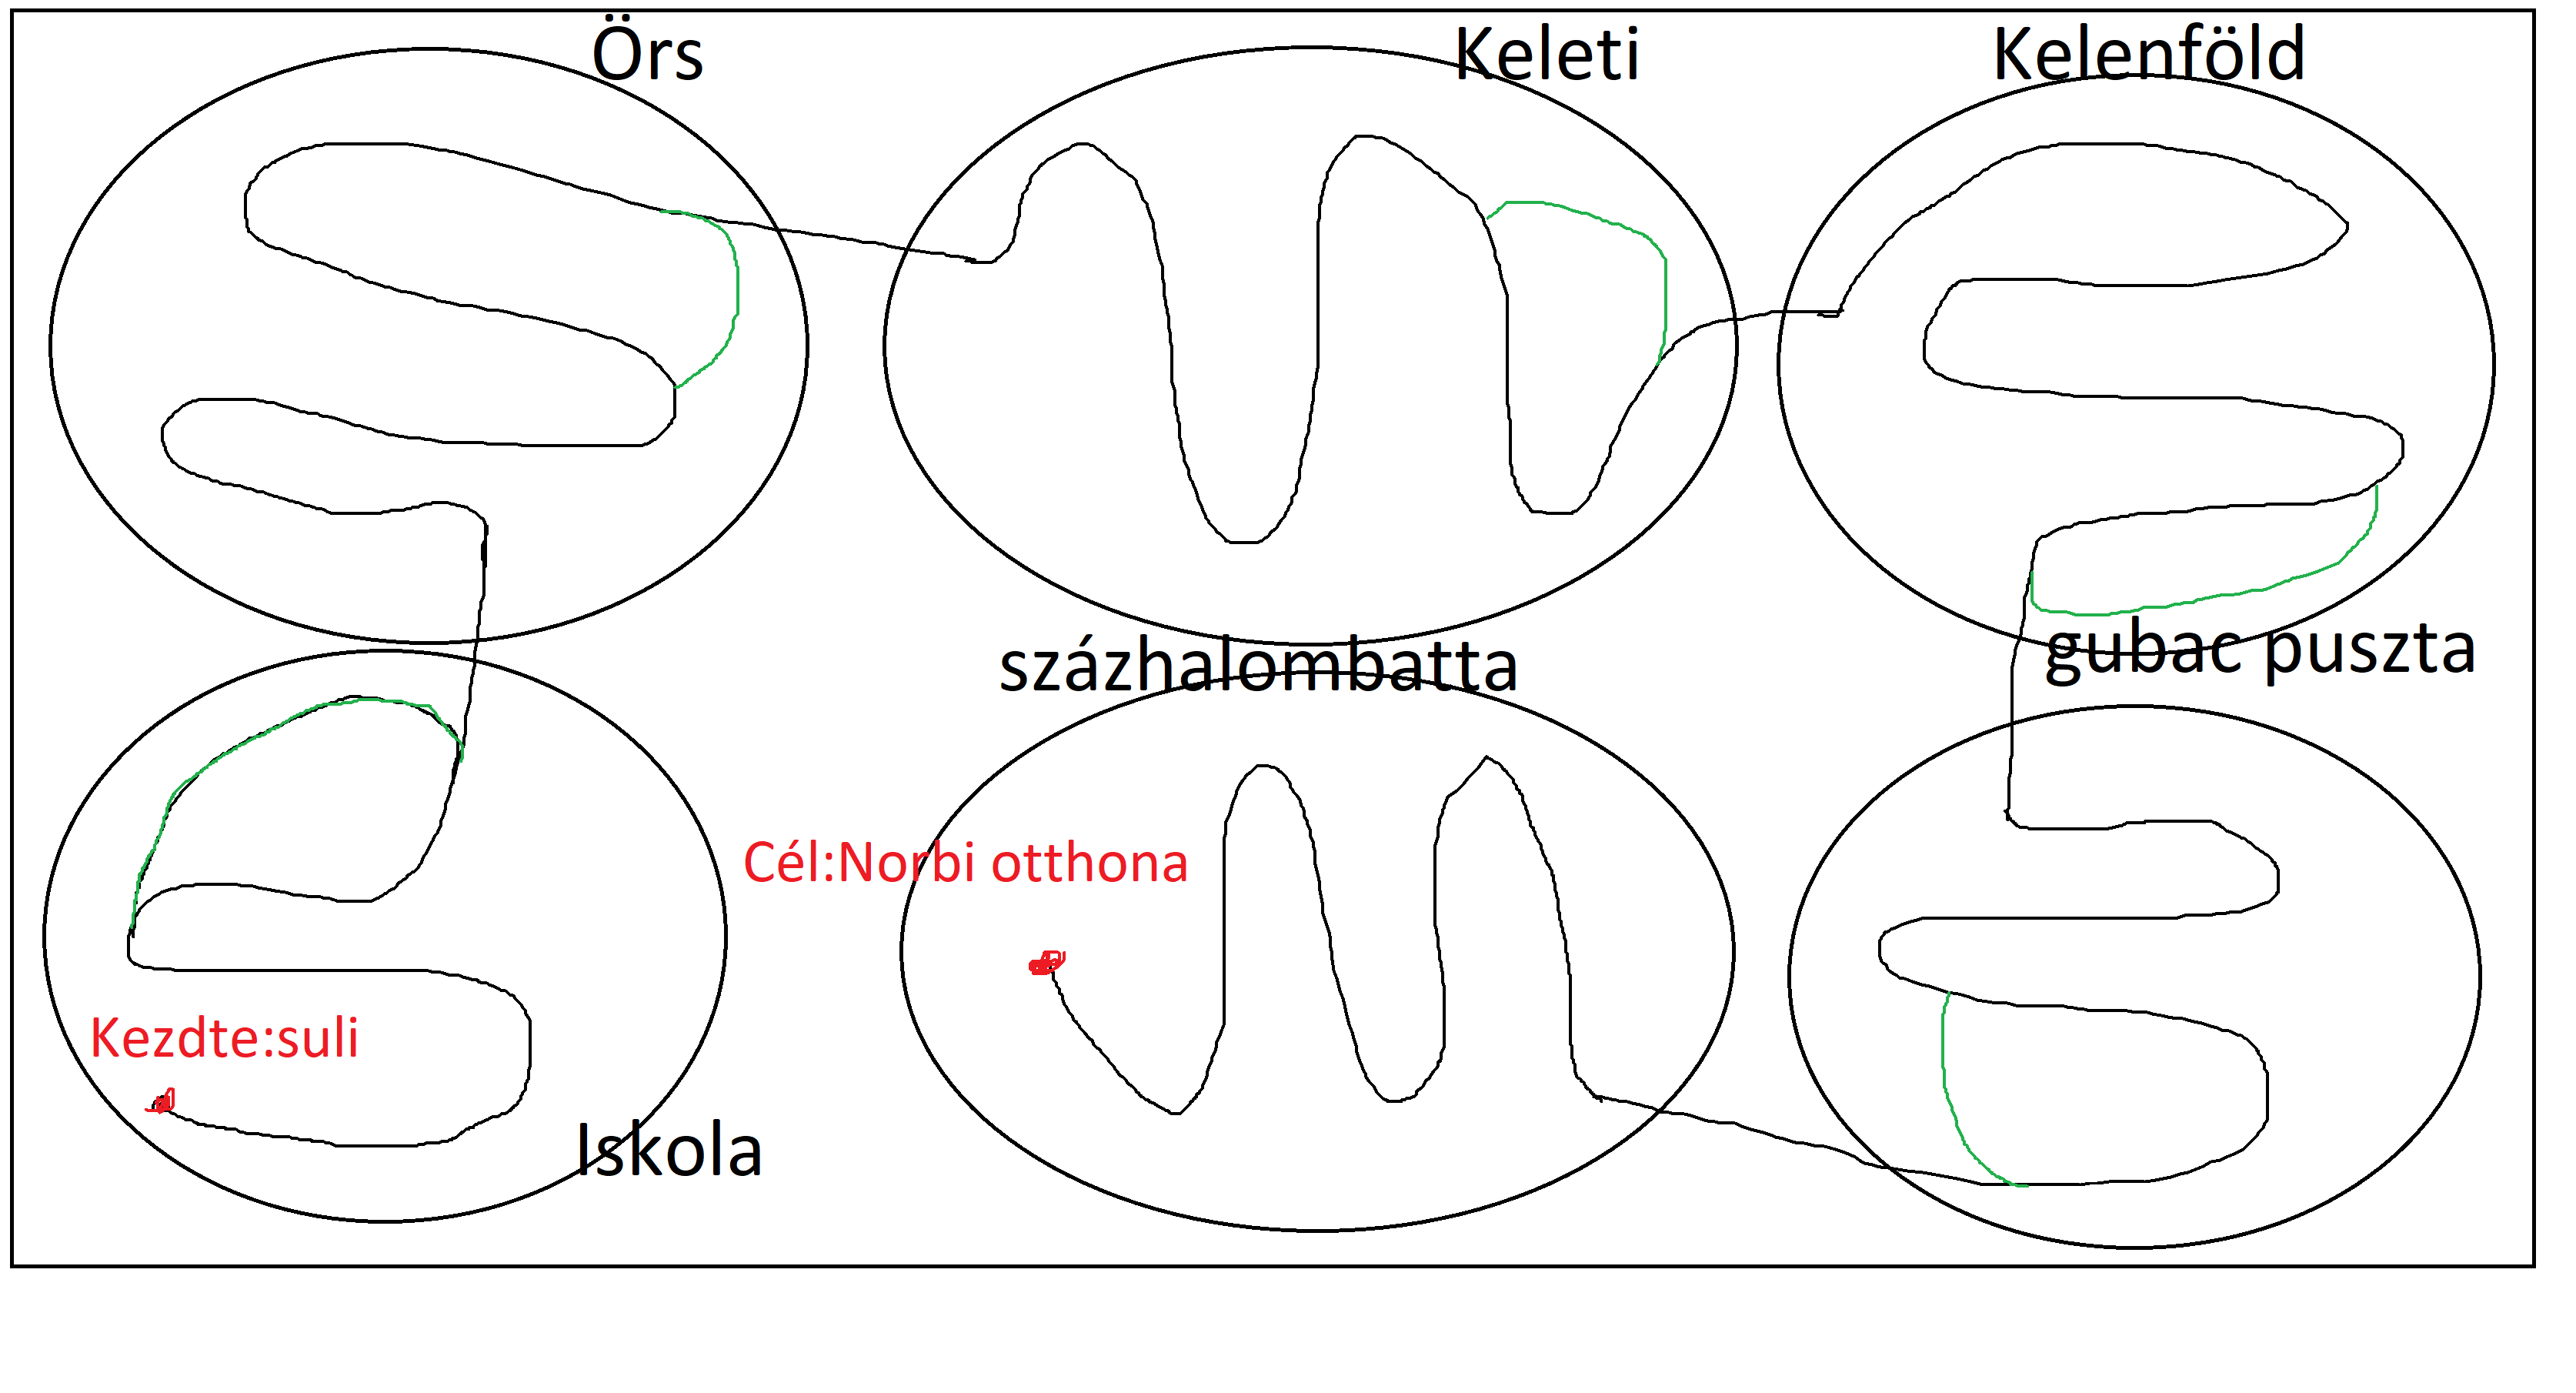 Örs
Keleti
Kelenföld
százhalombatta
gubac puszta
Cél:Norbi otthona
Kezdte:suli
Iskola